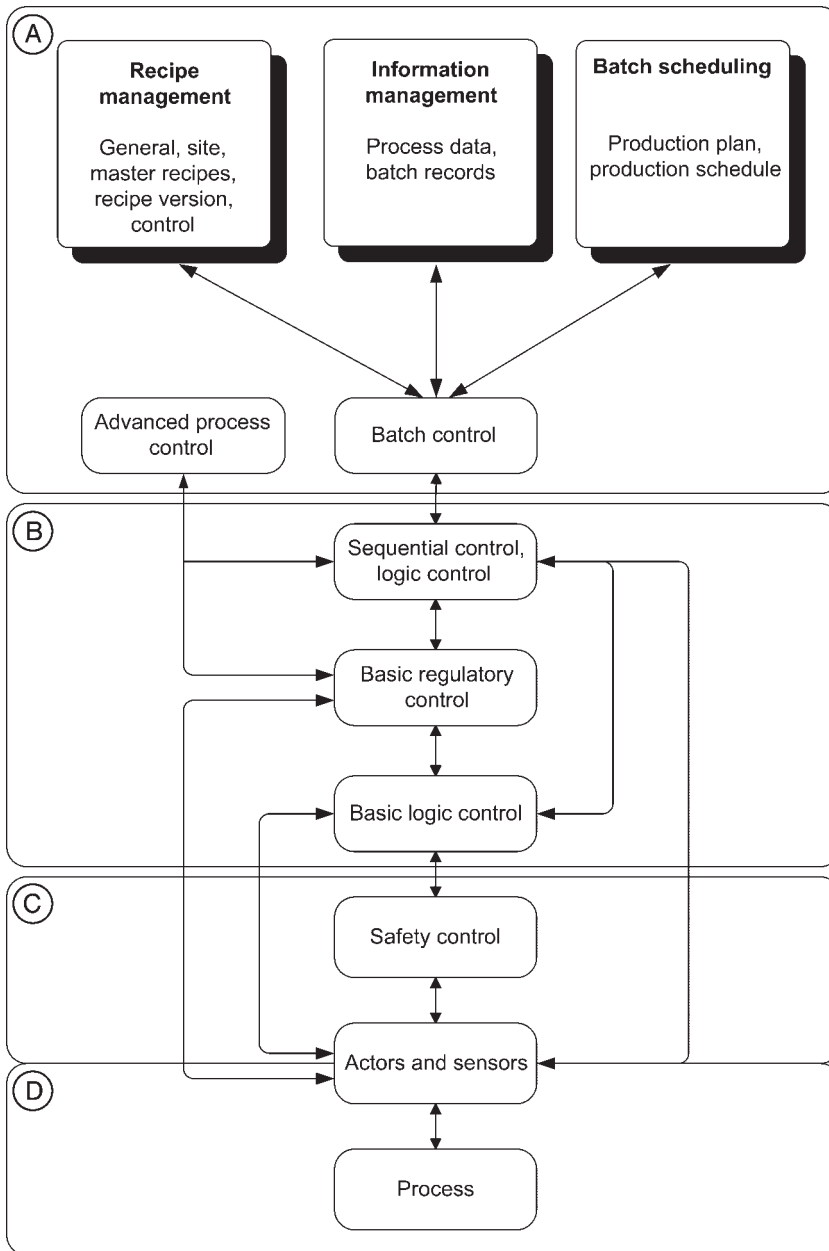 A
Recipe
management
General, site,
master recipes,
recipe version,
control
Information
management
Process data,
batch records
Batch scheduling
Production plan,
production schedule
Advanced process
control
Batch control
B
Sequential control,
logic control
Basic regulatory
control
Basic logic control
C
Safety control
Actors and sensors
D
Process